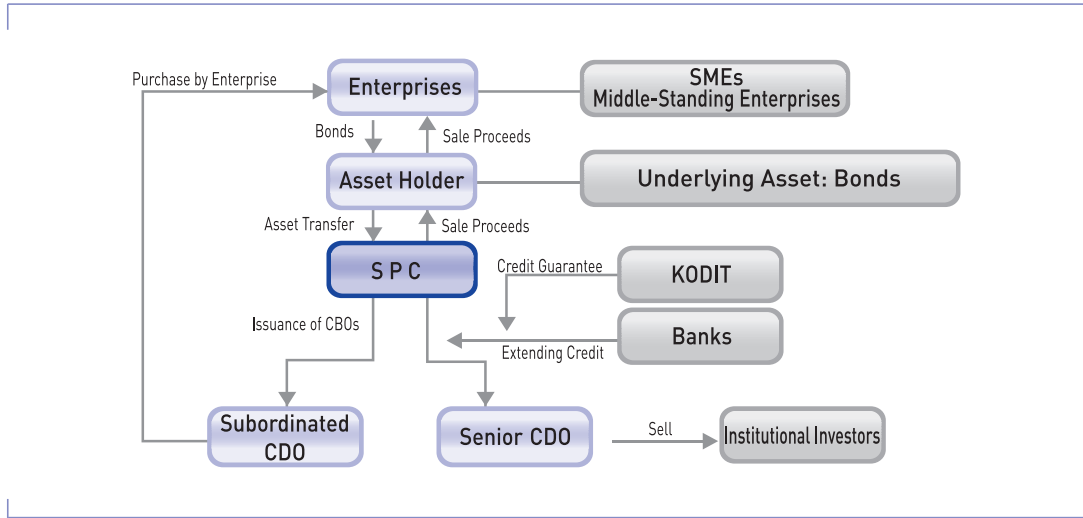 Purchase by Enterprise
Enterprises
SMEs
Middle-Standing Enterprises
Bonds
Sale Proceeds
Asset Holder
Underlying Asset: Bonds
Asset Transfer
Sale Proceeds
S P C
Credit Guarantee
KODIT
Issuance of CBOs
Banks
Extending Credit
Subordinated
CDO
Senior CDO
Sell
Institutional Investors